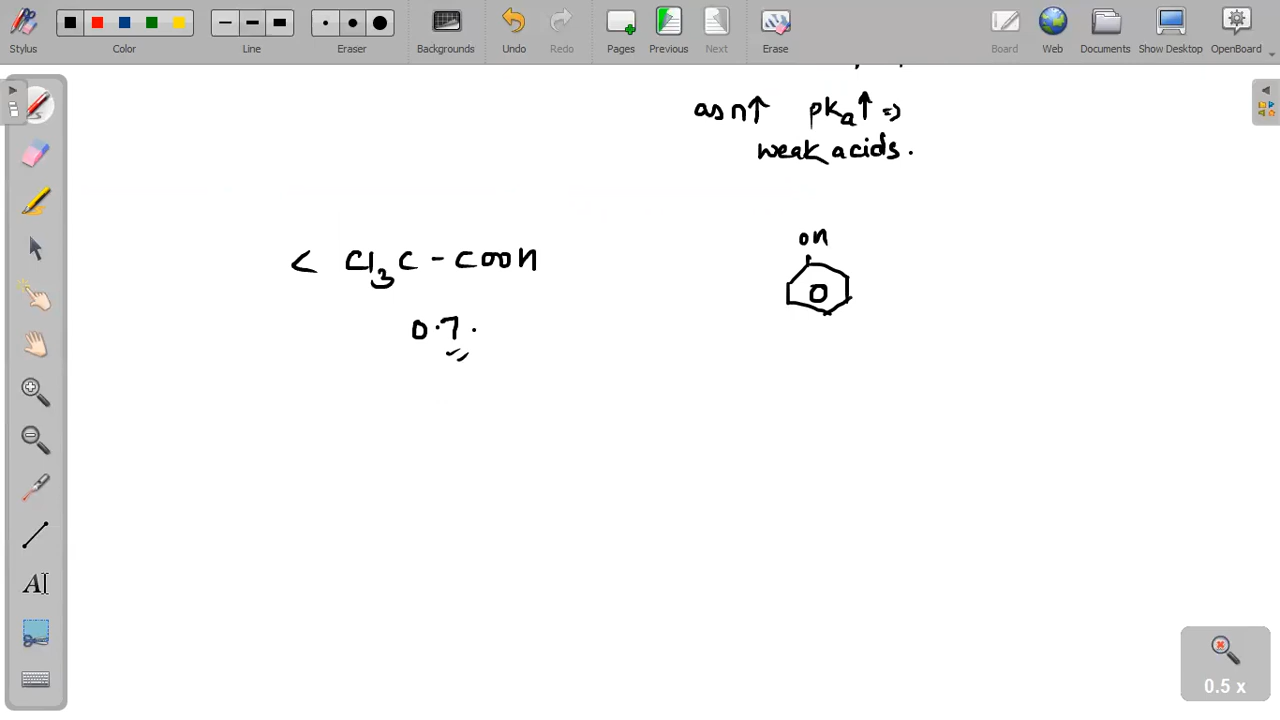 Stylus
Color
Line
Eraser
Backgrounds
Undo
Redo
Pages
Previous
Next
Erase
Board
Web
Documents
Show Desktop
OpenBoard
as n↑ pKa↑ ⇒
weak acids.
< Cl3C - COOH
0.7.
OH
0.5 x